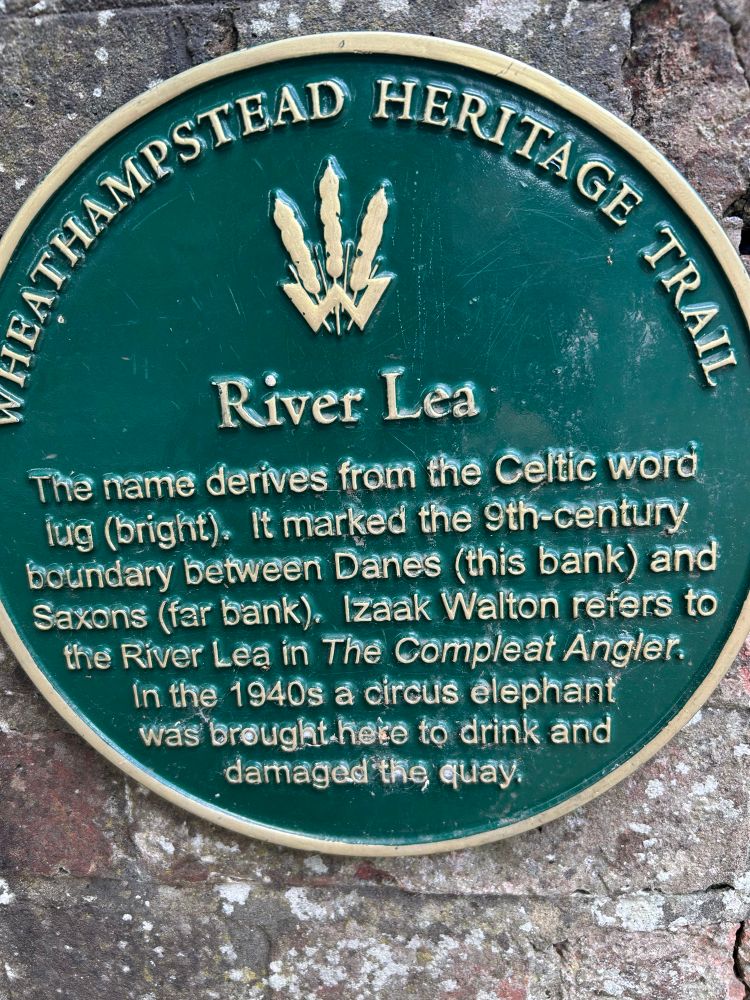 WHEATHAMPSTEAD HERITAGE TRAIL
River Lea
The name derives from the Celtic word
lug (bright). It marked the 9th-century
boundary between Danes (this bank) and
Saxons (far bank). Izaak Walton refers to
the River Lea in The Compleat Angler.
In the 1940s a circus elephant
was brought here to drink and
damaged the quay.